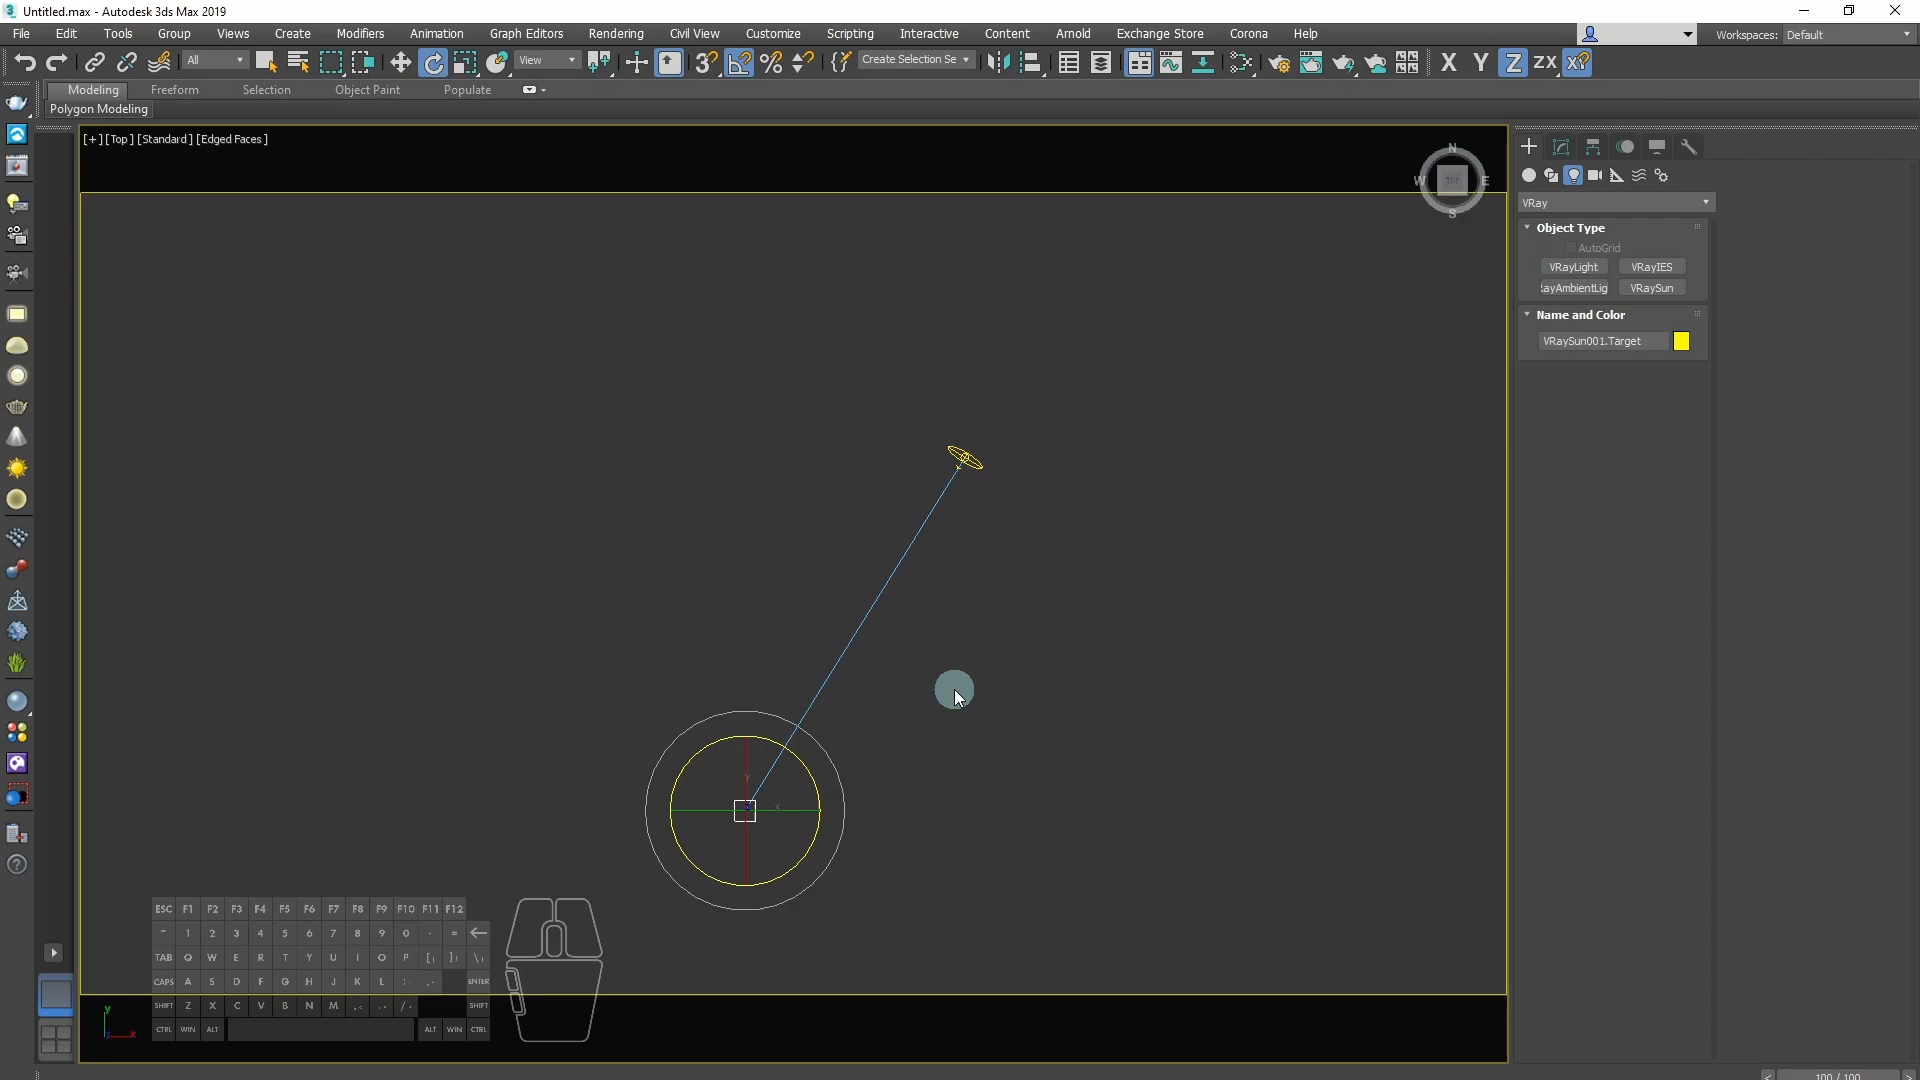 Untitled.max - Autodesk 3ds Max 2019
File Edit Tools Group Views Create Modifiers Animation Graph Editors Rendering Civil View Customize Scripting Interactive Content Arnold Exchange Store Corona Help
Workspaces: Default
All View Create Selection Se X Y Z ZX XY
Modeling Freeform Selection Object Paint Populate
Polygon Modeling
[+] [Top] [Standard] [Edged Faces]
N
W TOP E
S
VRay
Object Type
AutoGrid
VRayLight VRayIES
RayAmbientLig VRaySun
Name and Color
VRaySun001.Target
y
x
ESC F1 F2 F3 F4 F5 F6 F7 F8 F9 F10 F11 F12
~ 1 2 3 4 5 6 7 8 9 0 - =
TAB Q W E R T Y U I O P [ ] \
CAPS A S D F G H J K L ENTER
SHIFT Z X C V B N M / SHIFT
CTRL WIN ALT ALT WIN CTRL
y
z x
< 100 / 100 >